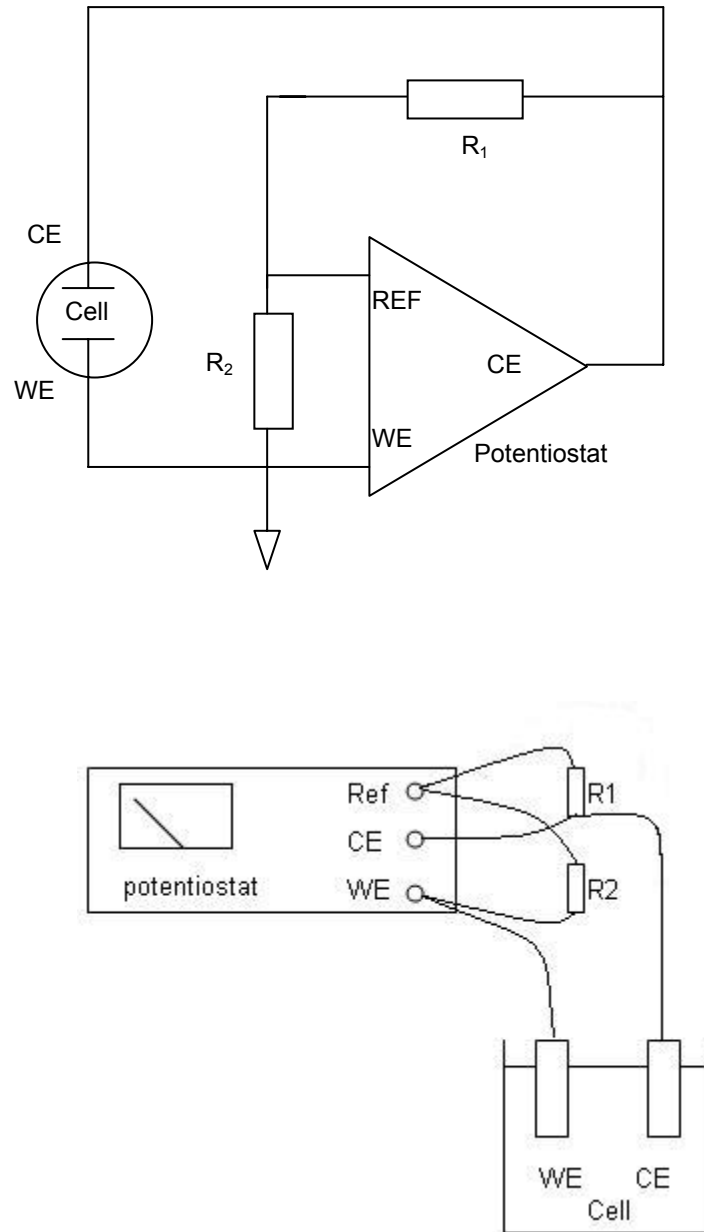 R₁
CE
Cell
REF
R₂
CE
WE
WE
Potentiostat
Ref
R1
CE
potentiostat
WE
R2
WE CE
Cell